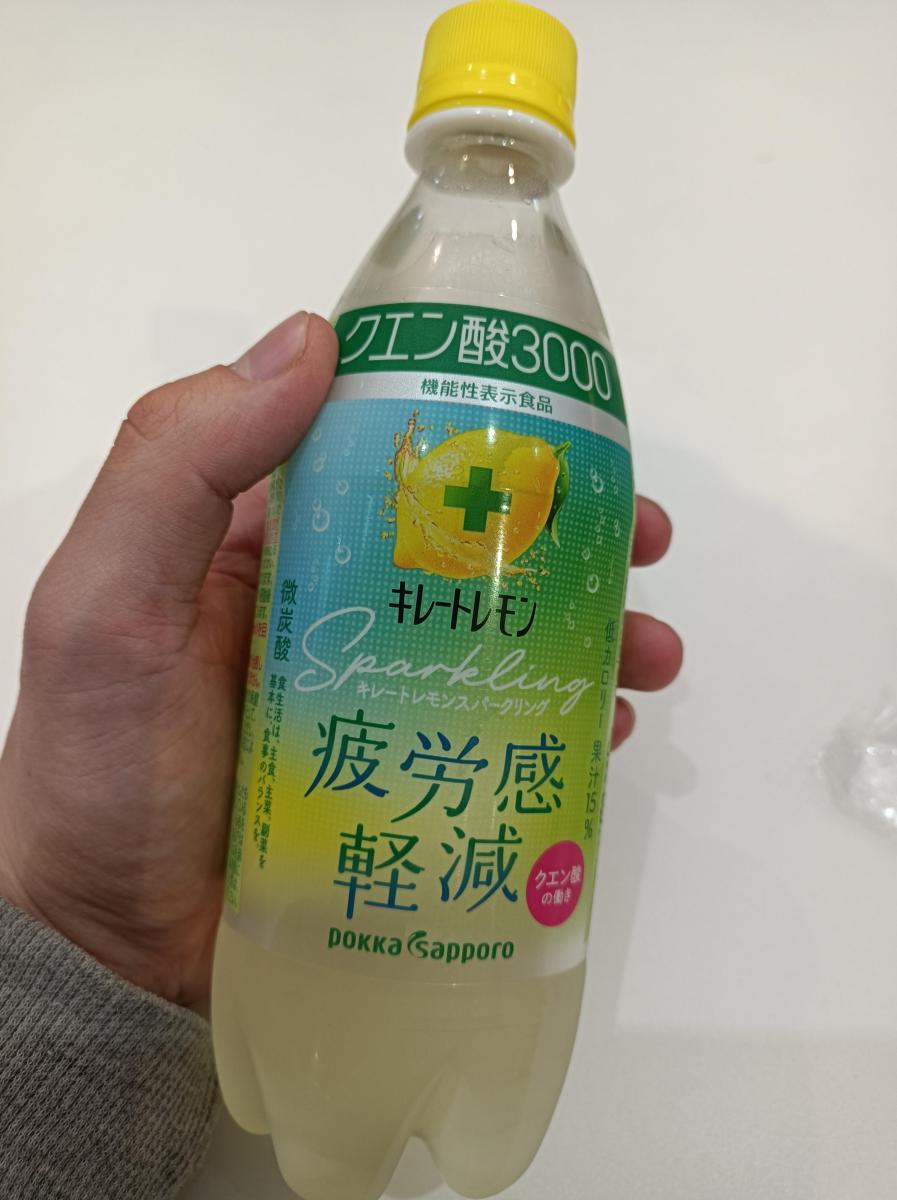 クエン酸3000
機能性表示食品
キレートレモン
Sparkling
キレートレモンスパークリング
微炭酸
食生活は、主食、主菜、副菜を
基本に、食事のバランスを。
疲労感
軽減
クエン酸
の働き
低カロリー
果汁15%
POKKA Sapporo